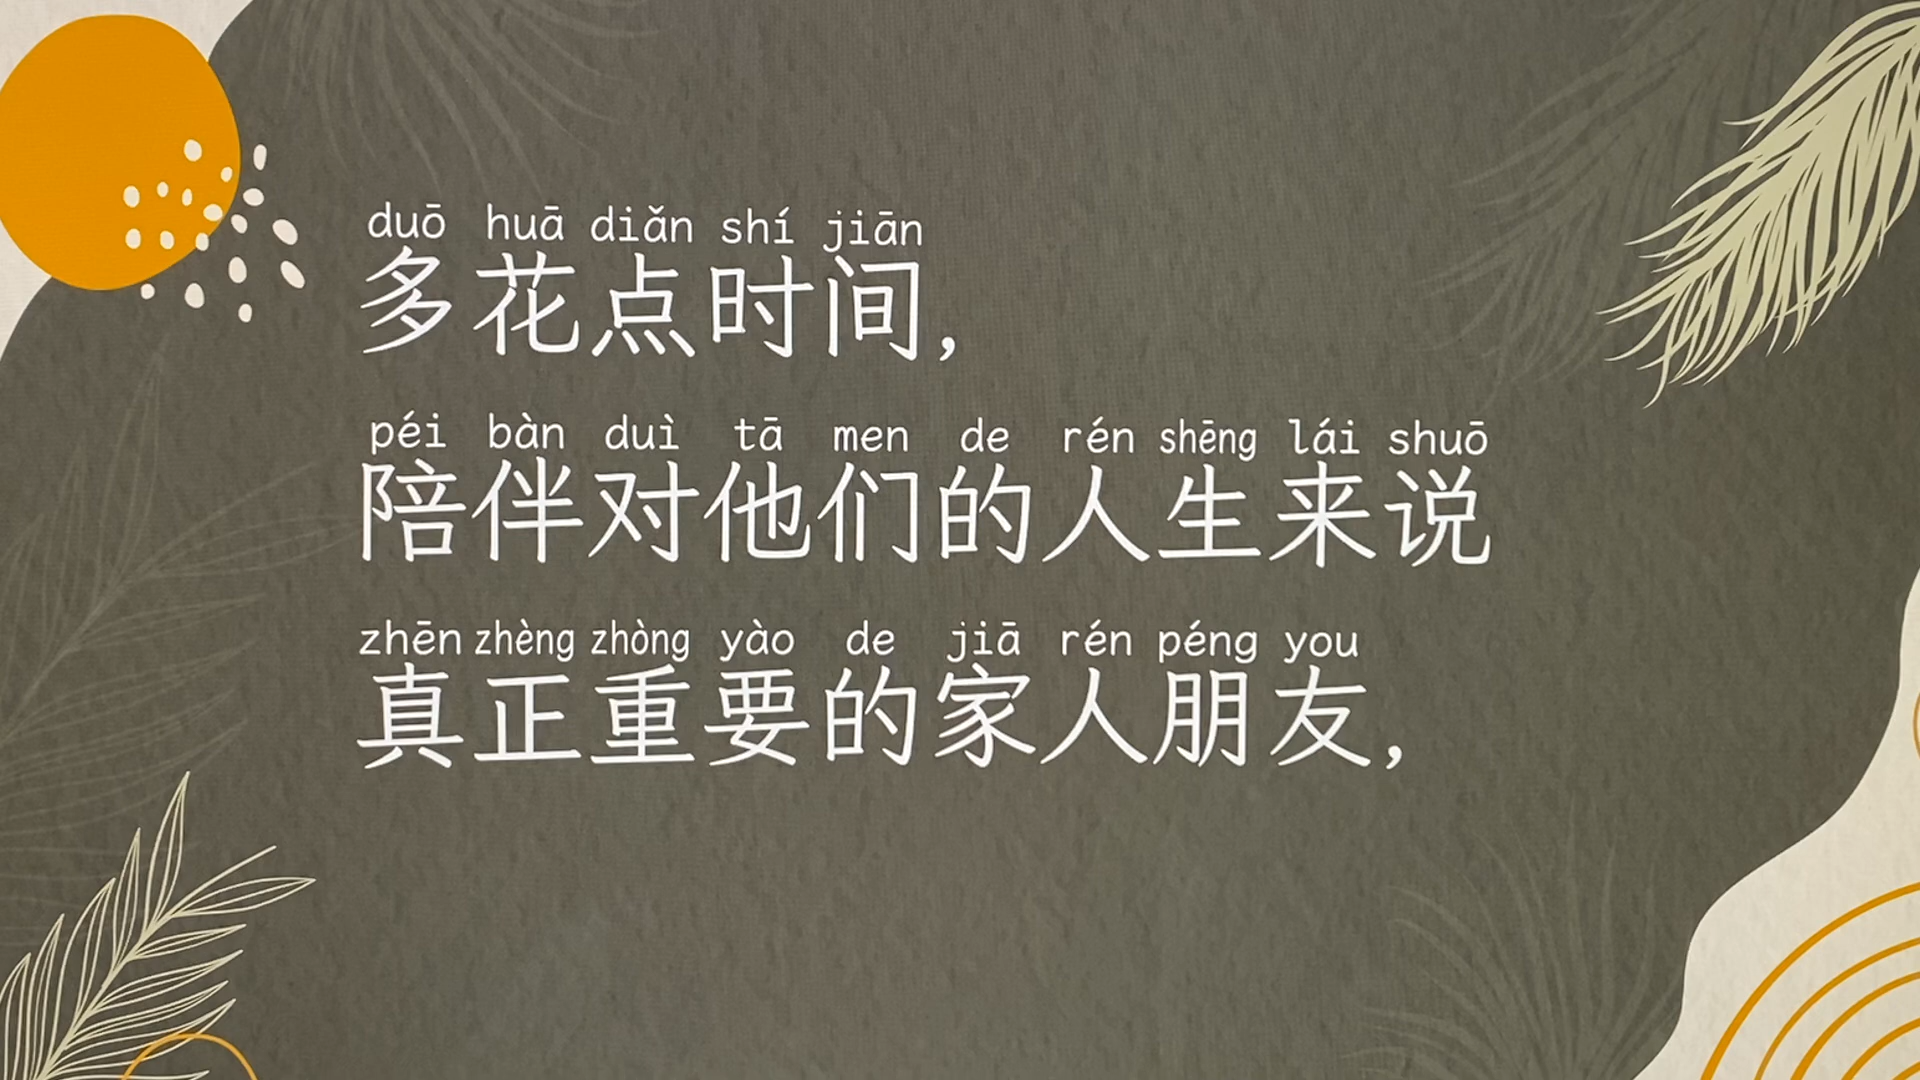 duō huā diǎn shí jiān
多花点时间，
péi bàn duì tā men de rén shēng lái shuō
陪伴对他们的人生来说
zhēn zhèng zhòng yào de jiā rén péng you
真正重要的家人朋友，